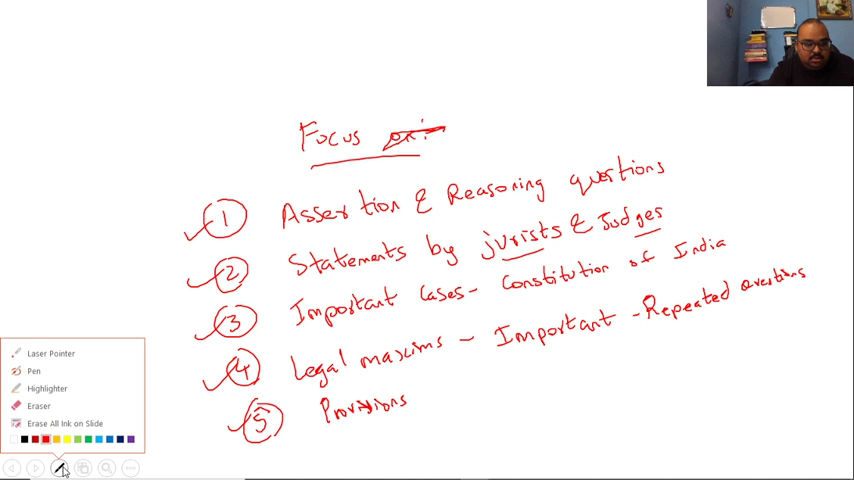 Focus on:
1 Assertion & Reasoning questions
2 Statements by jurists & Judges
3 Important Cases - Constitution of India
4 Legal maxims - Important - Repeated Questions
5 Provisions
Laser Pointer
Pen
Highlighter
Eraser
Erase All Ink on Slide